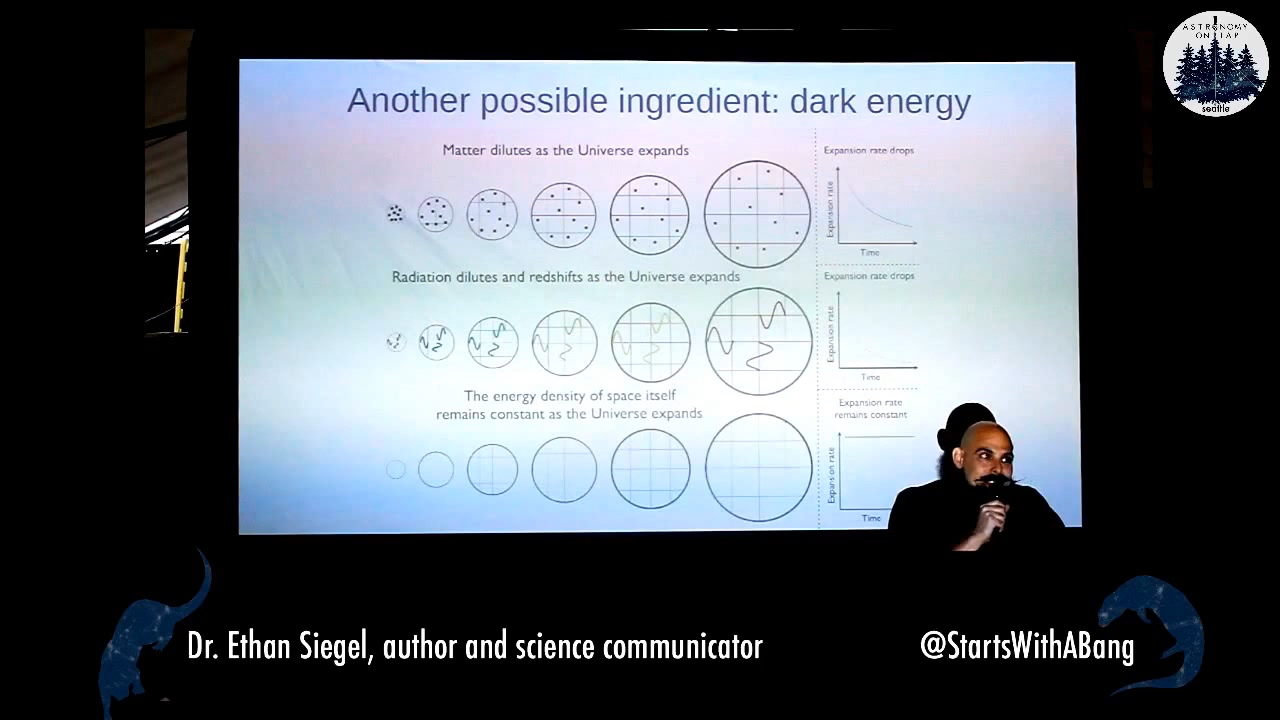 ASTRONOMY
ON TAP
seattle
Another possible ingredient: dark energy
Matter dilutes as the Universe expands
Expansion rate drops
Expansion rate
Time
Radiation dilutes and redshifts as the Universe expands
Expansion rate drops
Expansion rate
Time
The energy density of space itself
remains constant as the Universe expands
Expansion rate
remains constant
Expansion rate
Time
Dr. Ethan Siegel, author and science communicator
@StartsWithABang